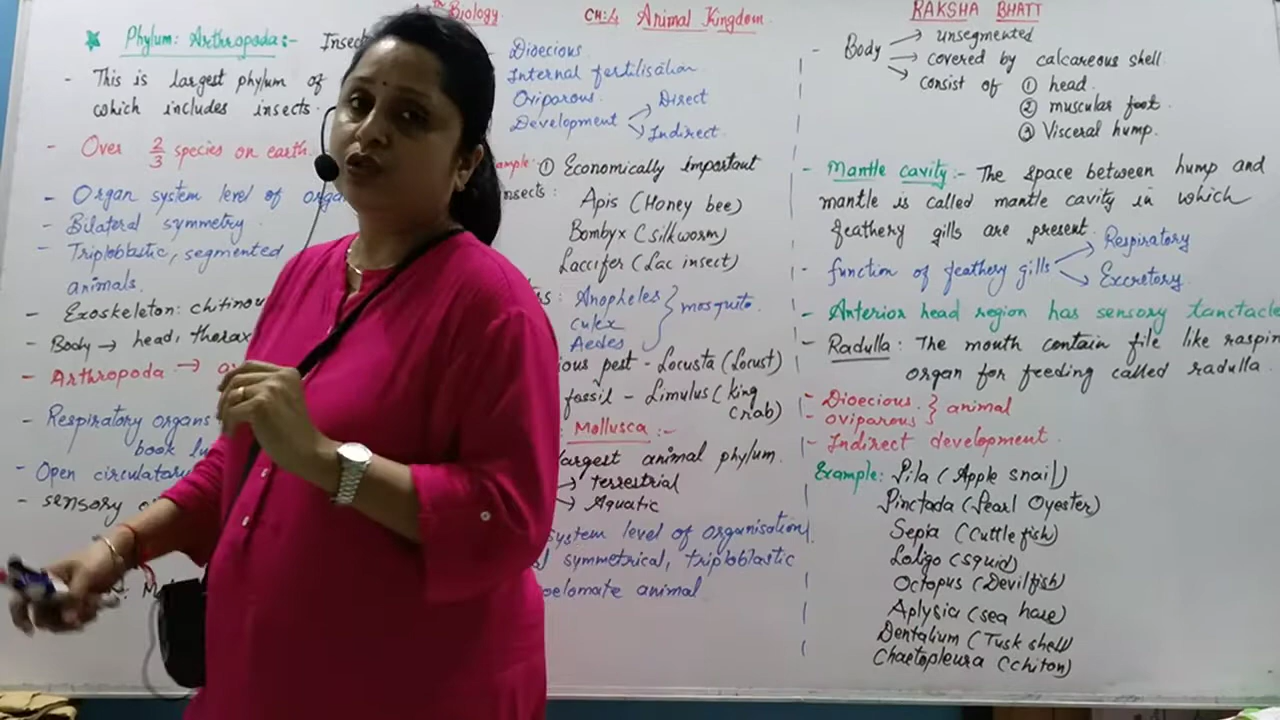 Biology
CH:4 Animal Kingdom
RAKSHA BHATT
Phylum: Arthropoda:-
- This is largest phylum of
which includes insects.
- Over 2/3 species on earth.
- Organ system level of
- Bilateral symmetry
- Triploblastic, segmented
animals.
- Exoskeleton:
- Body → head, thorax
- Arthropoda →
- Respiratory organs
book
- Open circulatory
- sensory
Dioecious
Internal fertilisation
Oviparous.
Development → Direct
→ Indirect.
① Economically important
insects:
Apis (Honey bee)
Bombyx (silkworm)
Laccifer (Lac insect)
: Anopheles
Culex
Aedes } mosquito.
pest - Locusta (Locust)
fossil - Limulus (king
crab)
: Mollusca:-
largest animal phylum.
→ terrestrial
→ Aquatic
system level of organisation
symmetrical, triploblastic
animal
- Body → unsegmented
→ covered by calcareous shell.
→ consist of ① head.
② muscular foot.
③ Visceral hump.
- Mantle cavity:- The space between hump and
mantle is called mantle cavity in which
feathery gills are present.
- function of feathery gills → Respiratory
→ Excretory.
- Anterior head region has sensory
- Radulla: The mouth contain file like
organ for feeding called radulla.
- Dioecious.
- oviparous } animal
- Indirect development.
Example: Pila (Apple snail)
Pinctada (Pearl Oyester)
Sepia (Cuttlefish)
Loligo (squid)
Octopus (Devilfish)
Aplysia (sea hare)
Dentalium (Tusk shell)
Chaetopleura (chiton)